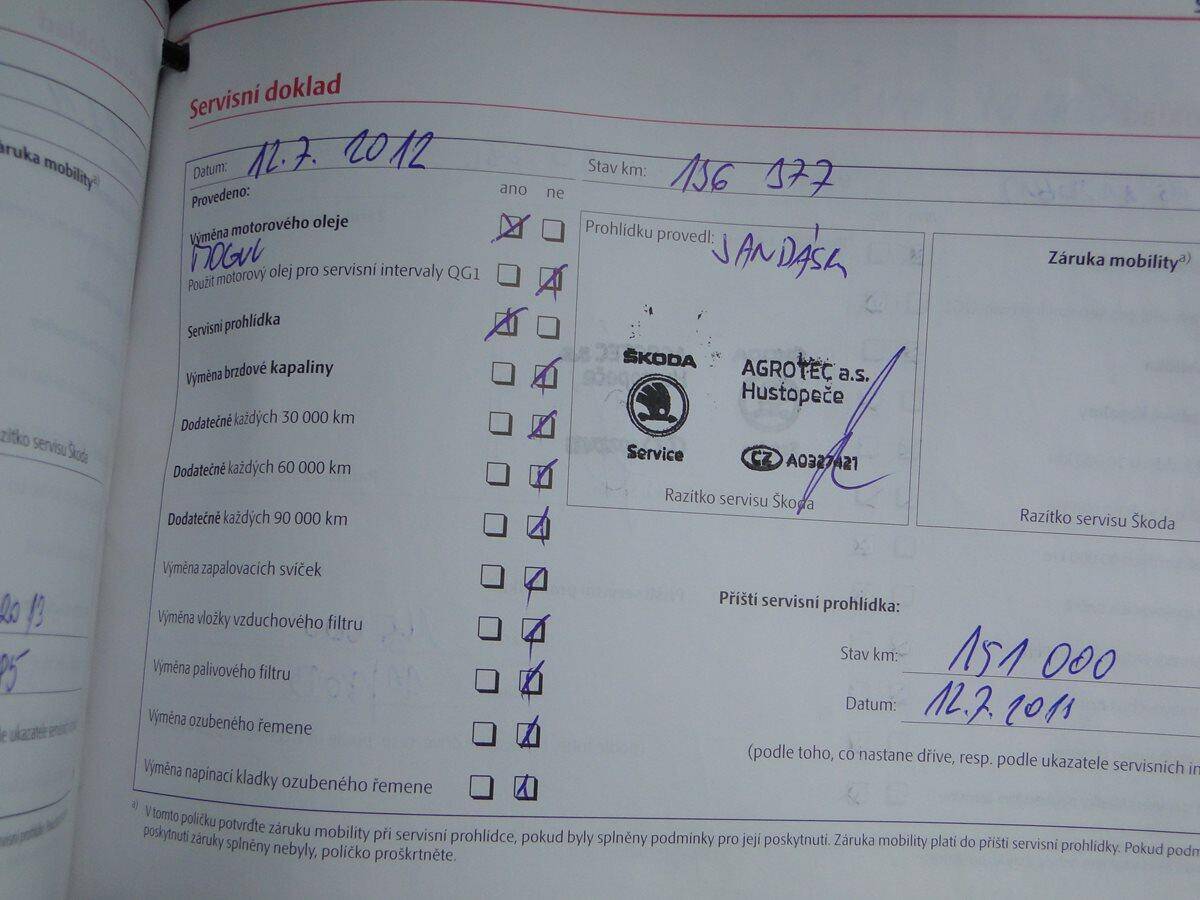 Servisní doklad
Datum: 12.7. 2012
Stav km: 136 377
Provedeno:
ano ne
Výměna motorového oleje
MOGUL
Použit motorový olej pro servisní intervaly QG1
Servisní prohlídka
Výměna brzdové kapaliny
Dodatečně každých 30 000 km
Dodatečně každých 60 000 km
Dodatečně každých 90 000 km
Výměna zapalovacích svíček
Výměna vložky vzduchového filtru
Výměna palivového filtru
Výměna ozubeného řemene
Výměna napínací kladky ozubeného řemene
Prohlídku provedl:
ŠKODA
Service
AGROTEC a.s.
Hustopeče
CZ A0327421
Razítko servisu Škoda
Záruka mobility a)
Razítko servisu Škoda
Příští servisní prohlídka:
Stav km: 151 000
Datum: 12.7. 2013
(podle toho, co nastane dříve, resp. podle ukazatele servisních in
a) V tomto políčku potvrďte záruku mobility při servisní prohlídce, pokud byly splněny podmínky pro její poskytnutí. Záruka mobility platí do příští servisní prohlídky. Pokud podm
poskytnutí záruky splněny nebyly, políčko proškrtněte.
áruka mobility a)
zítko servisu Škoda
2013